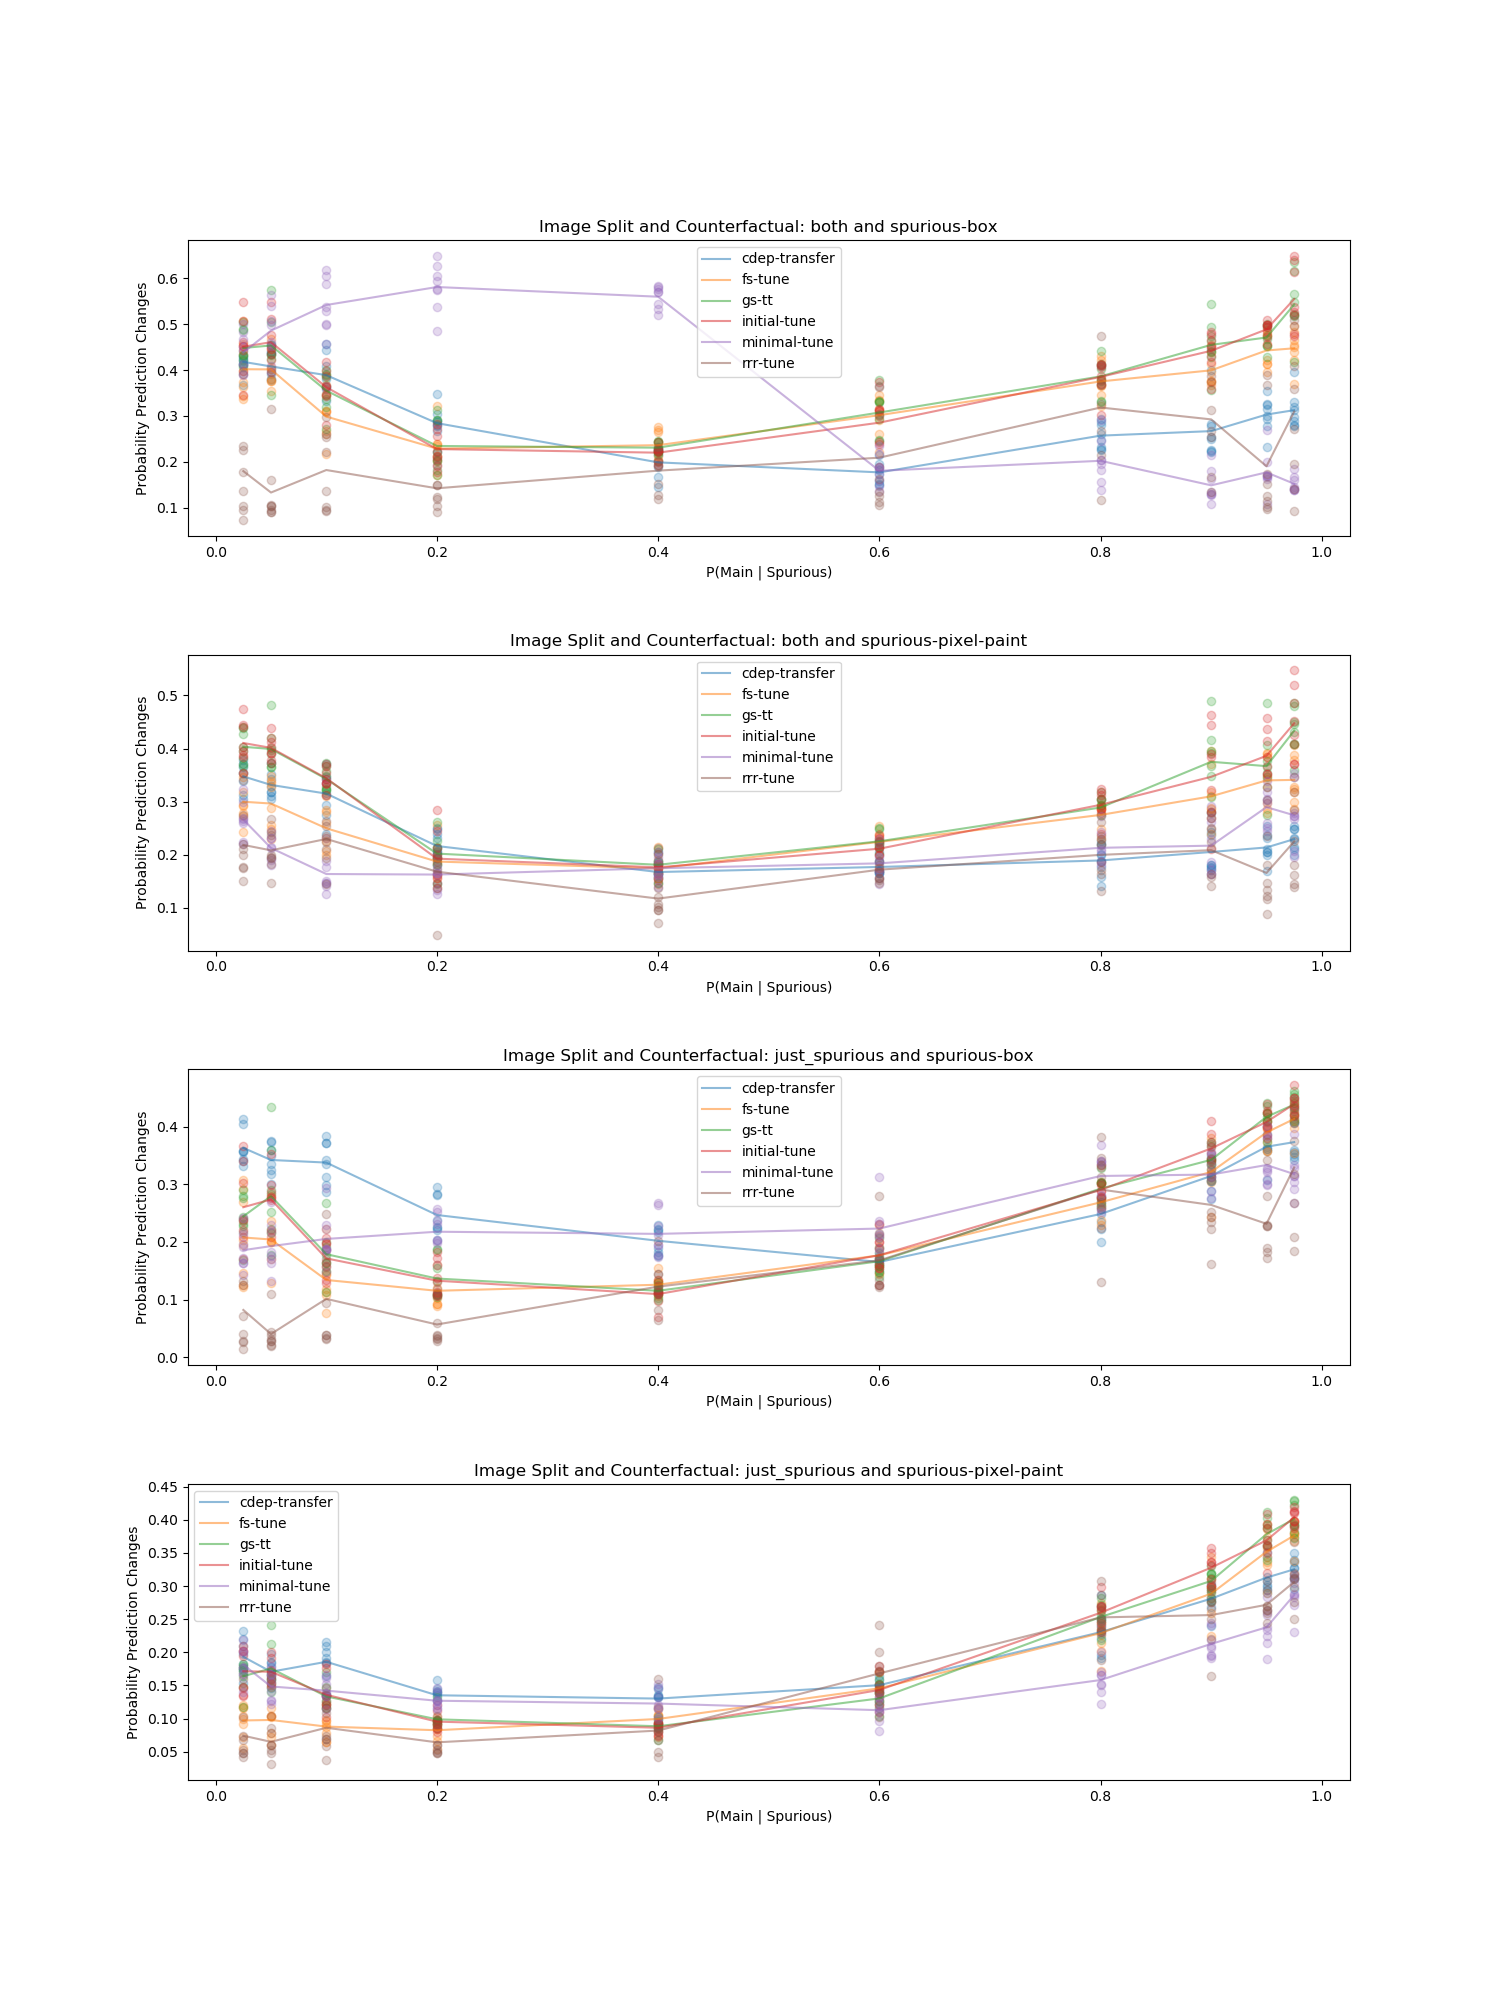 Image Split and Counterfactual: both and spurious-box
Probability Prediction Changes
0.6
0.5
0.4
0.3
0.2
0.1
cdep-transfer
fs-tune
gs-tt
initial-tune
minimal-tune
rrr-tune
0.0 0.2 0.4 0.6 0.8 1.0
P(Main | Spurious)
Image Split and Counterfactual: both and spurious-pixel-paint
Probability Prediction Changes
0.5
0.4
0.3
0.2
0.1
cdep-transfer
fs-tune
gs-tt
initial-tune
minimal-tune
rrr-tune
0.0 0.2 0.4 0.6 0.8 1.0
P(Main | Spurious)
Image Split and Counterfactual: just_spurious and spurious-box
Probability Prediction Changes
0.4
0.3
0.2
0.1
0.0
cdep-transfer
fs-tune
gs-tt
initial-tune
minimal-tune
rrr-tune
0.0 0.2 0.4 0.6 0.8 1.0
P(Main | Spurious)
Image Split and Counterfactual: just_spurious and spurious-pixel-paint
Probability Prediction Changes
0.45
0.40
0.35
0.30
0.25
0.20
0.15
0.10
0.05
cdep-transfer
fs-tune
gs-tt
initial-tune
minimal-tune
rrr-tune
0.0 0.2 0.4 0.6 0.8 1.0
P(Main | Spurious)